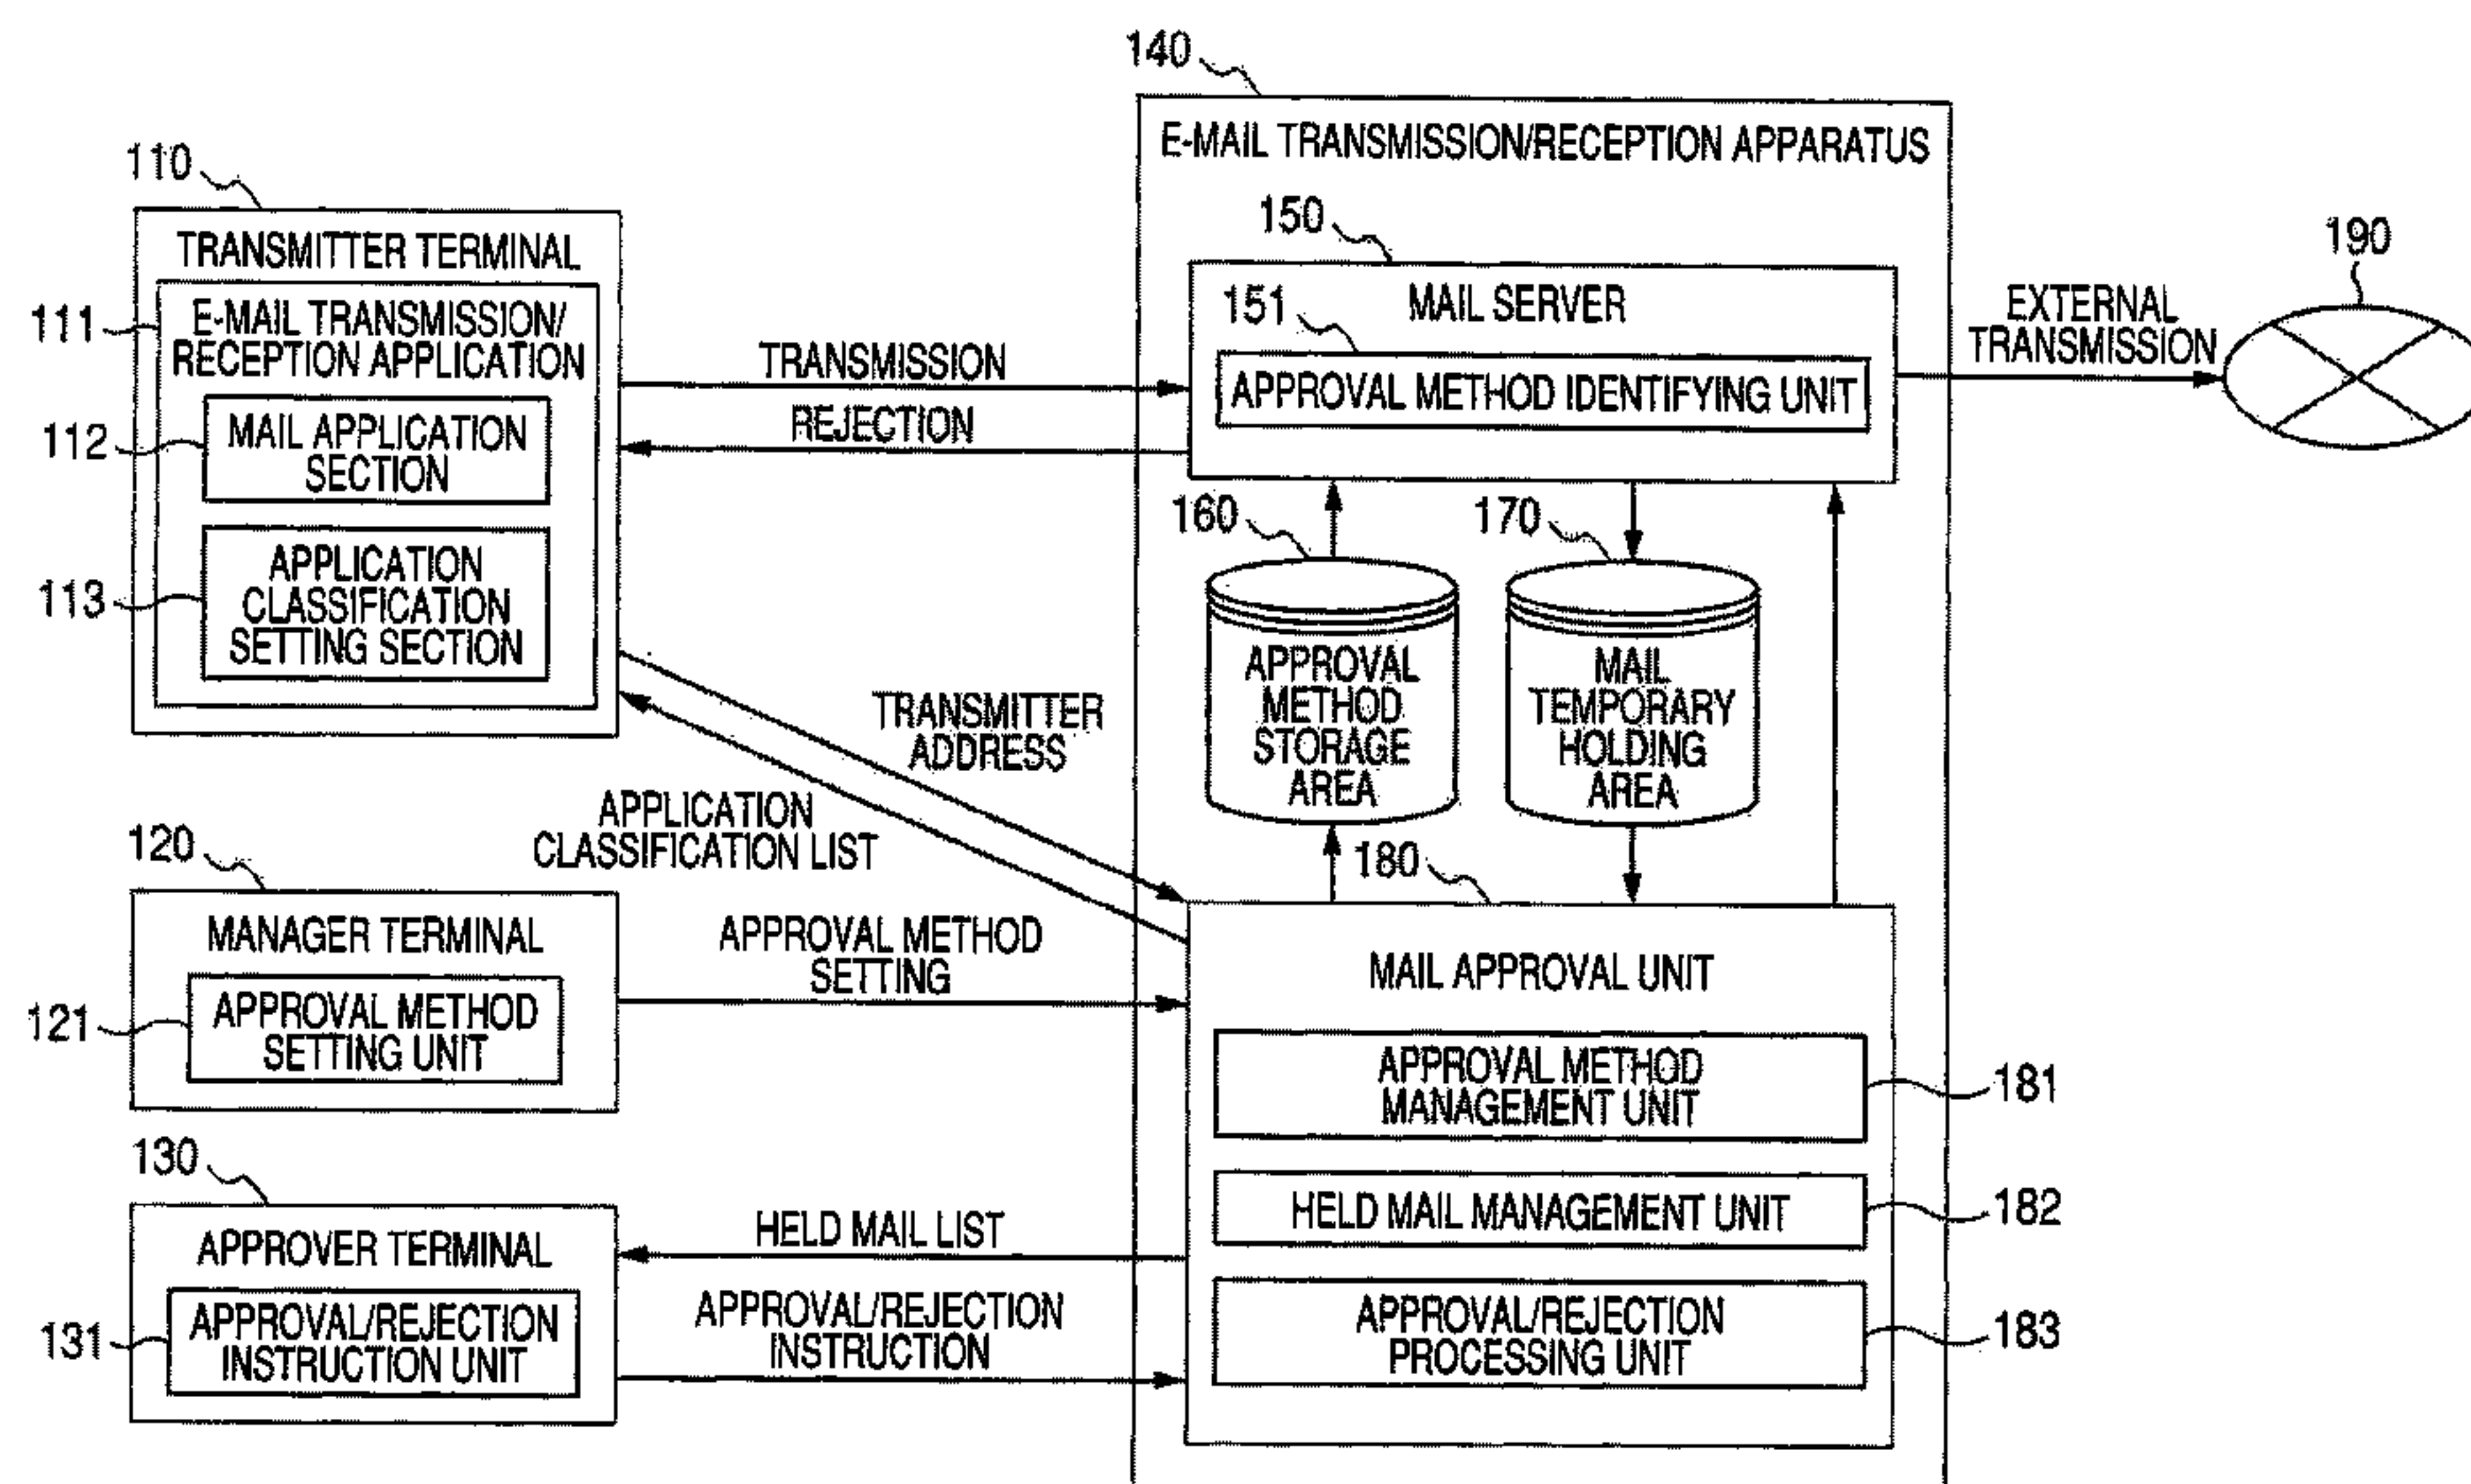 140
E-MAIL TRANSMISSION/RECEPTION APPARATUS
110
TRANSMITTER TERMINAL
111
E-MAIL TRANSMISSION/
RECEPTION APPLICATION
112
MAIL APPLICATION
SECTION
113
APPLICATION
CLASSIFICATION
SETTING SECTION
TRANSMISSION
REJECTION
150
MAIL SERVER
151
APPROVAL METHOD IDENTIFYING UNIT
EXTERNAL
TRANSMISSION
190
160
APPROVAL
METHOD
STORAGE
AREA
170
MAIL
TEMPORARY
HOLDING
AREA
TRANSMITTER
ADDRESS
APPLICATION
CLASSIFICATION LIST
120
MANAGER TERMINAL
121
APPROVAL METHOD
SETTING UNIT
APPROVAL METHOD
SETTING
180
MAIL APPROVAL UNIT
APPROVAL METHOD
MANAGEMENT UNIT
181
HELD MAIL MANAGEMENT UNIT
182
APPROVAL/REJECTION
PROCESSING UNIT
183
130
APPROVER TERMINAL
131
APPROVAL/REJECTION
INSTRUCTION UNIT
HELD MAIL LIST
APPROVAL/REJECTION
INSTRUCTION